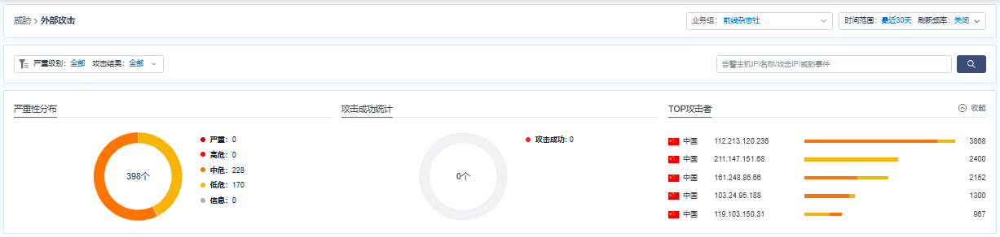 威胁 > 外部攻击
业务组： 前线杂志社
时间范围： 最近30天 刷新频率： 关闭
严重级别： 全部 攻击结果： 全部
告警主机IP/名称/攻击IP/威胁事件
严重性分布
398个
严重： 0
高危： 0
中危： 228
低危： 170
信息： 0
攻击成功统计
0个
攻击成功: 0
TOP攻击者
收起
中国 112.213.120.236 3868
中国 211.147.151.68 2400
中国 161.248.86.66 2152
中国 103.24.95.188 1300
中国 119.103.150.31 967